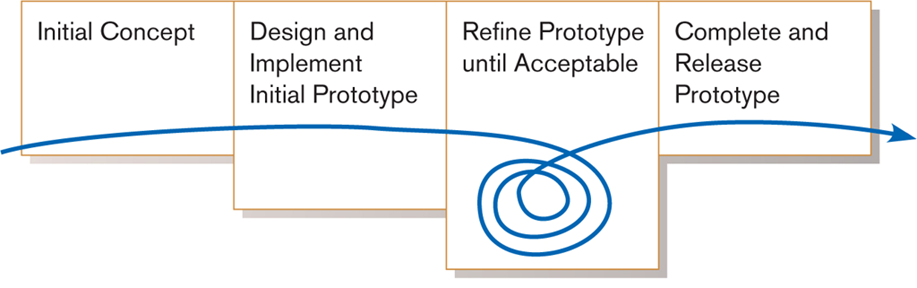 Initial Concept
Design and
Implement
Initial Prototype
Refine Prototype
until Acceptable
Complete and
Release
Prototype